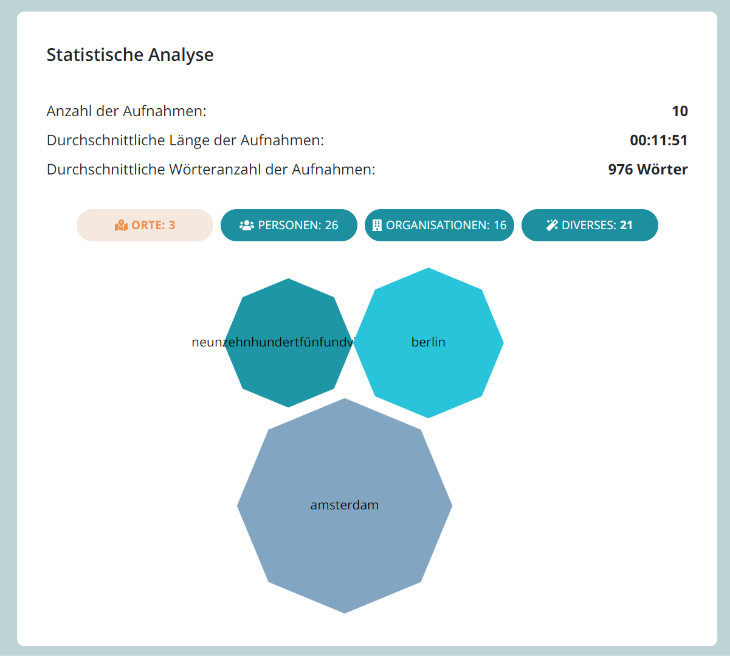 Statistische Analyse
Anzahl der Aufnahmen: 10
Durchschnittliche Länge der Aufnahmen: 00:11:51
Durchschnittliche Wörteranzahl der Aufnahmen: 976 Wörter
ORTE: 3 PERSONEN: 26 ORGANISATIONEN: 16 DIVERSES: 21
neunzehnhundertfünfundv berlin
amsterdam